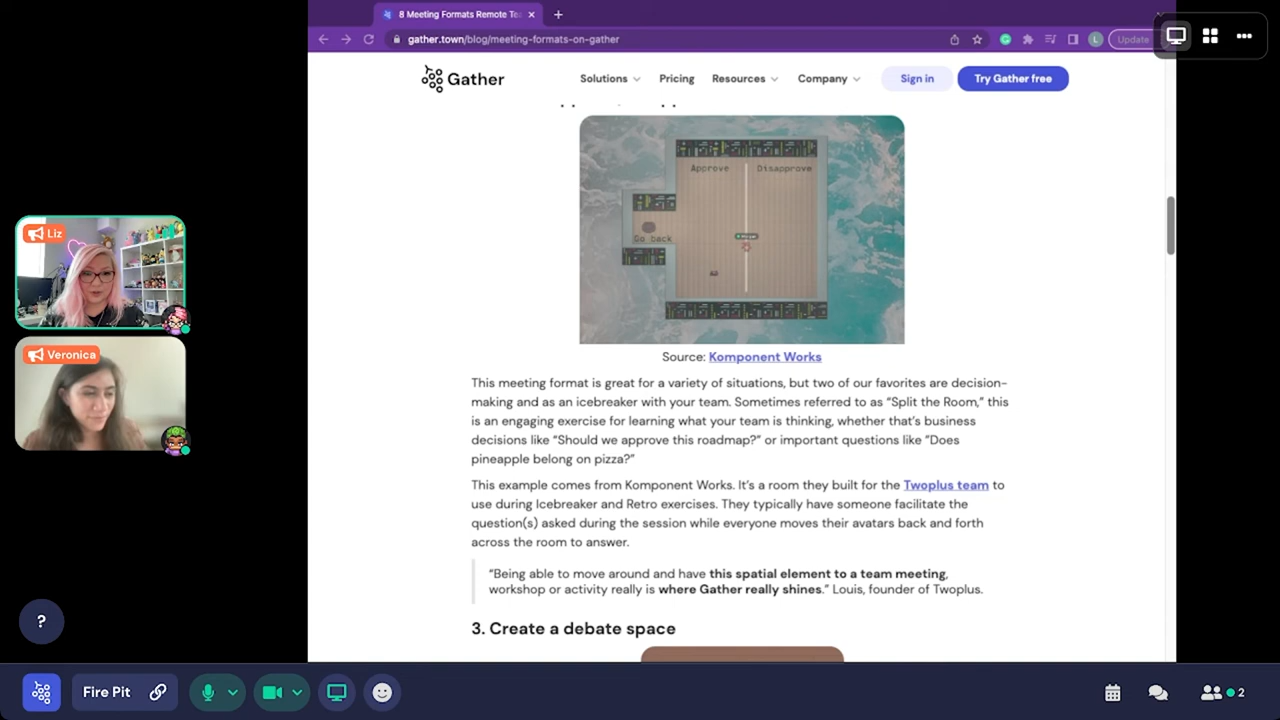 8 Meeting Formats Remote Te
gather.town/blog/meeting-formats-on-gather
Update
Gather
Solutions
Pricing
Resources
Company
Sign in
Try Gather free
Approve
Disapprove
Go back
Source: Komponent Works
This meeting format is great for a variety of situations, but two of our favorites are decision-
making and as an icebreaker with your team. Sometimes referred to as “Split the Room,” this
is an engaging exercise for learning what your team is thinking, whether that’s business
decisions like “Should we approve this roadmap?” or important questions like “Does
pineapple belong on pizza?”
This example comes from Komponent Works. It’s a room they built for the Twoplus team to
use during Icebreaker and Retro exercises. They typically have someone facilitate the
question(s) asked during the session while everyone moves their avatars back and forth
across the room to answer.
“Being able to move around and have this spatial element to a team meeting,
workshop or activity really is where Gather really shines.” Louis, founder of Twoplus.
3. Create a debate space
Liz
Veronica
?
Fire Pit
2
L